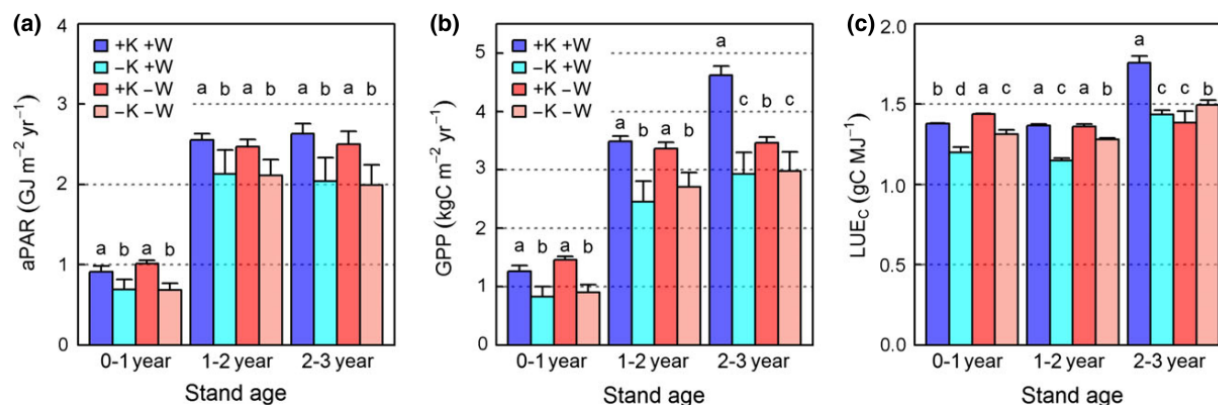 (a)
aPAR (GJ m⁻² yr⁻¹)
4
3
2
1
0
+K +W
–K +W
+K –W
–K –W
a b a b
a b a b
a b a b
0-1 year 1-2 year 2-3 year
Stand age
(b)
GPP (kgC m⁻² yr⁻¹)
5
4
3
2
1
0
+K +W
–K +W
+K –W
–K –W
a b a b
a b a b
a c b c
0-1 year 1-2 year 2-3 year
Stand age
(c)
LUE_C (gC MJ⁻¹)
2.0
1.5
1.0
0.5
0.0
b d a c
a c a b
a c c b
0-1 year 1-2 year 2-3 year
Stand age